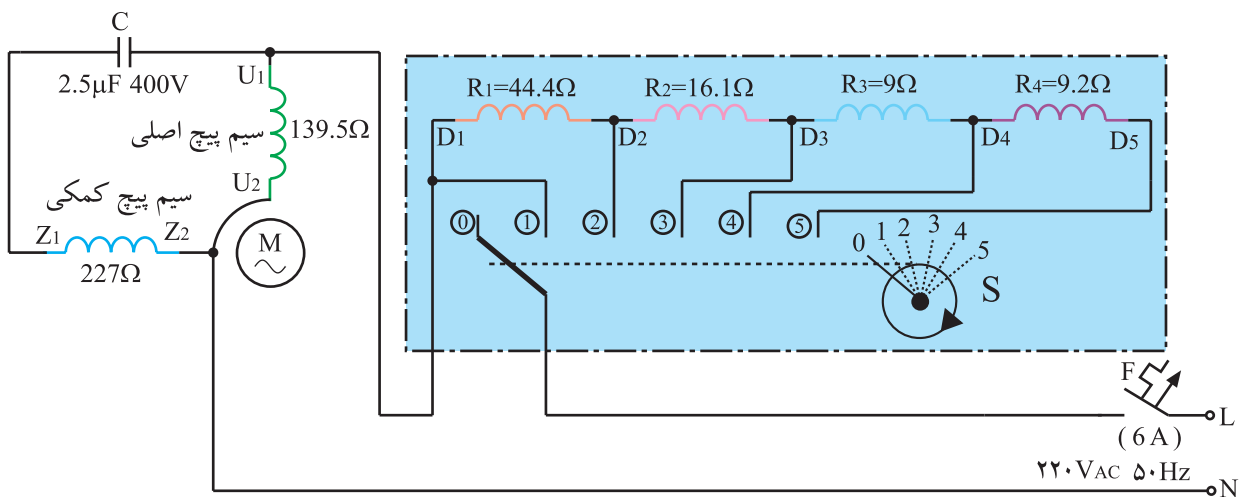 C
2.5µF 400V
U1
سیم پیچ اصلی
139.5Ω
U2
سیم پیچ کمکی
Z1
Z2
227Ω
M
R1=44.4Ω
R2=16.1Ω
R3=9Ω
R4=9.2Ω
D1
D2
D3
D4
D5
0
1
2
3
4
5
0
1
2
3
4
5
S
F
L
(6A)
۲۲۰VAC ۵۰Hz
N